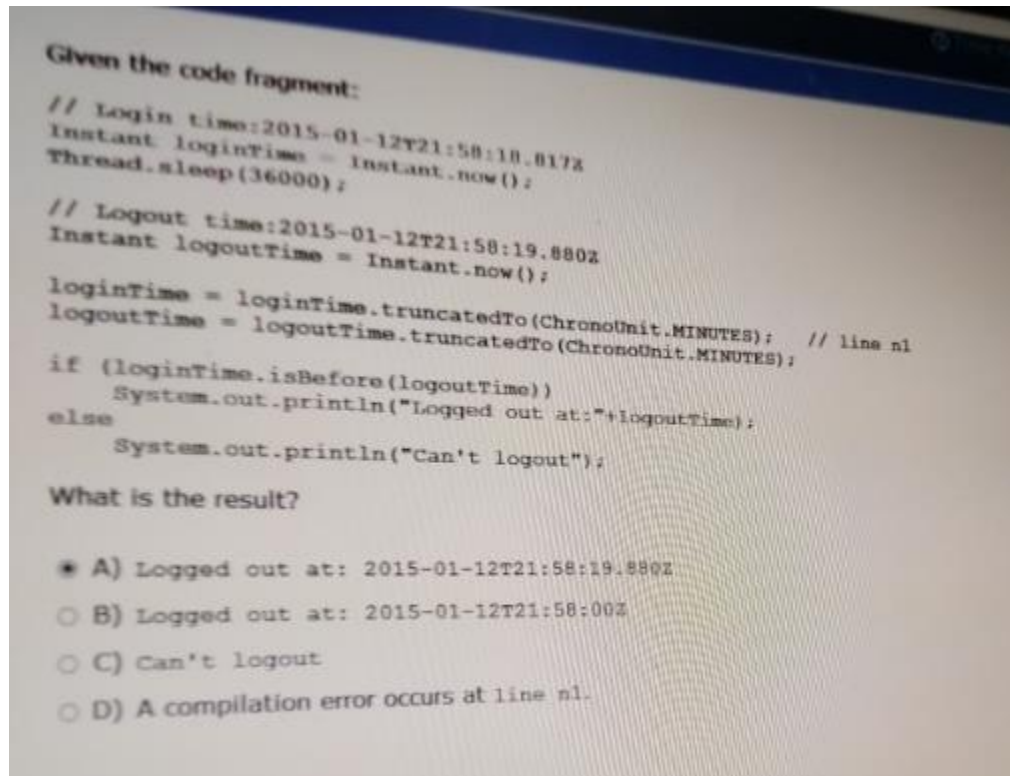 Given the code fragment:
// Login time:2015-01-12T21:58:18.817Z
Instant loginTime = Instant.now();
Thread.sleep(36000);
// Logout time:2015-01-12T21:58:19.880Z
Instant logoutTime = Instant.now();
loginTime = loginTime.truncatedTo(ChronoUnit.MINUTES); // line n1
logoutTime = logoutTime.truncatedTo(ChronoUnit.MINUTES);
if (loginTime.isBefore(logoutTime))
System.out.println("Logged out at:"+logoutTime);
else
System.out.println("Can't logout");
What is the result?
A) Logged out at: 2015-01-12T21:58:19.880Z
B) Logged out at: 2015-01-12T21:58:00Z
C) Can't logout
D) A compilation error occurs at line n1.